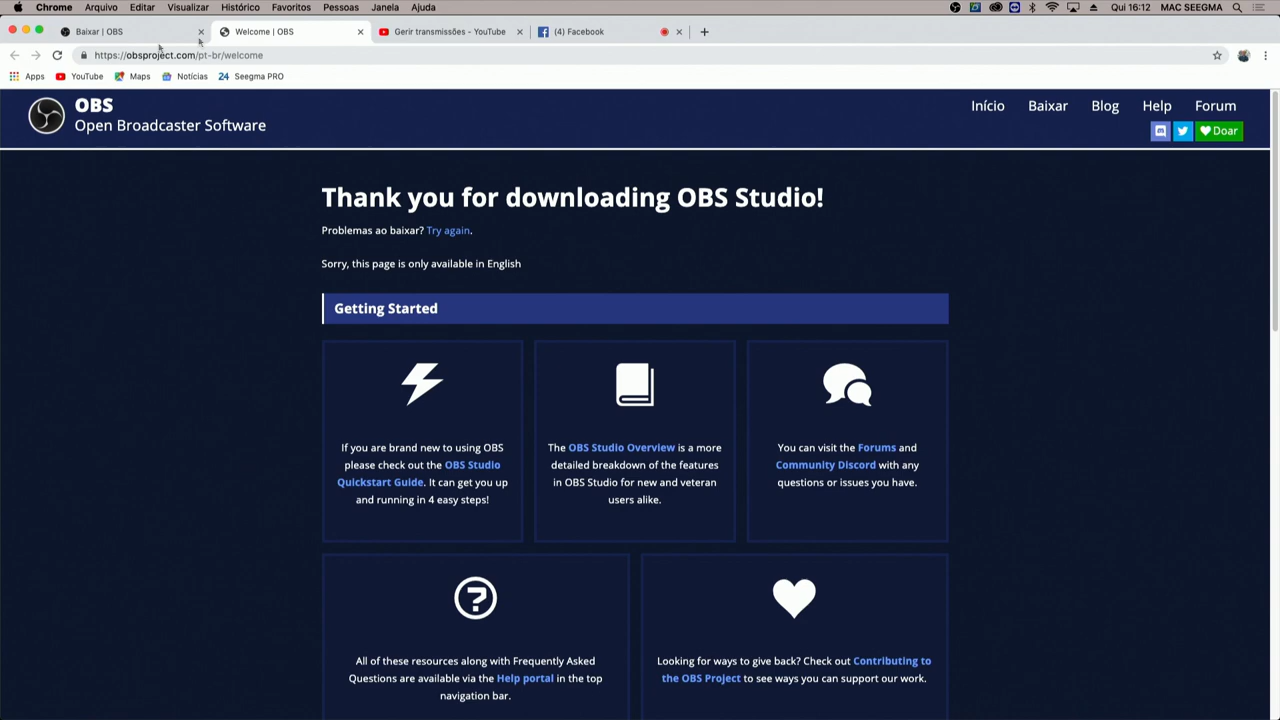 Chrome Arquivo Editar Visualizar Histórico Favoritos Pessoas Janela Ajuda Qui 16:12 MAC SEEGMA
Baixar | OBS Welcome | OBS Gerir transmissões - YouTube (4) Facebook
https://obsproject.com/pt-br/welcome
Apps YouTube Maps Notícias 24 Seegma PRO
OBS
Open Broadcaster Software
Início Baixar Blog Help Forum
Doar
Thank you for downloading OBS Studio!
Problemas ao baixar? Try again.
Sorry, this page is only available in English
Getting Started
If you are brand new to using OBS
please check out the OBS Studio
Quickstart Guide. It can get you up
and running in 4 easy steps!
The OBS Studio Overview is a more
detailed breakdown of the features
in OBS Studio for new and veteran
users alike.
You can visit the Forums and
Community Discord with any
questions or issues you have.
All of these resources along with Frequently Asked
Questions are available via the Help portal in the top
navigation bar.
Looking for ways to give back? Check out Contributing to
the OBS Project to see ways you can support our work.